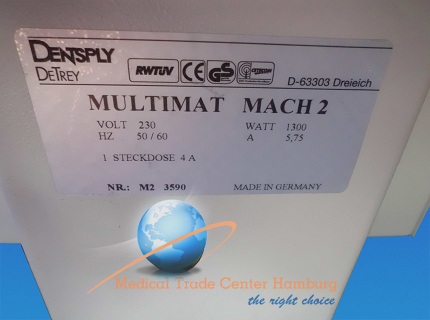 DENTSPLY
DETREY
RWTÜV CE GS
D-63303 Dreieich
MULTIMAT MACH 2
VOLT 230 WATT 1300
HZ 50 / 60 A 5,75
1 STECKDOSE 4 A
NR.: M2 3590 MADE IN GERMANY
Medical Trade Center Hamburg
the right choice